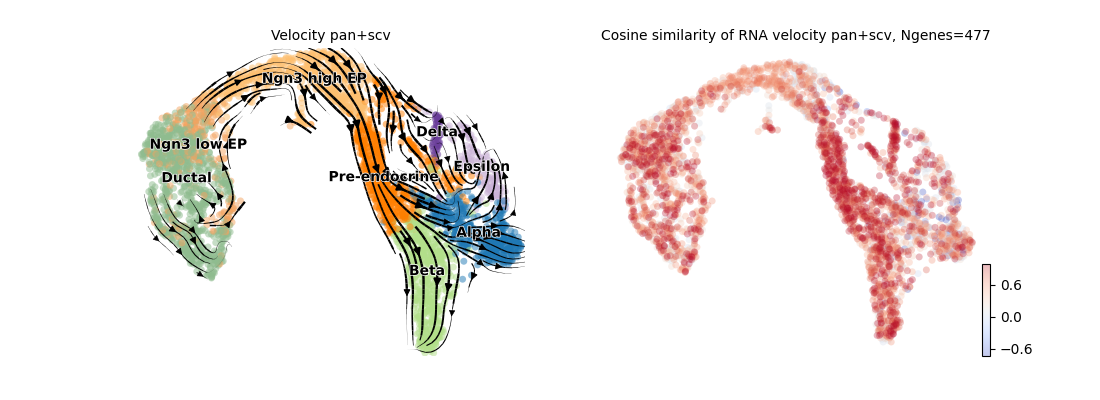 Velocity pan+scv
Cosine similarity of RNA velocity pan+scv, Ngenes=477
Ngn3 high EP
Delta
Ngn3 low EP
Epsilon
Ductal
Pre-endocrine
Alpha
Beta
0.6
0.0
−0.6